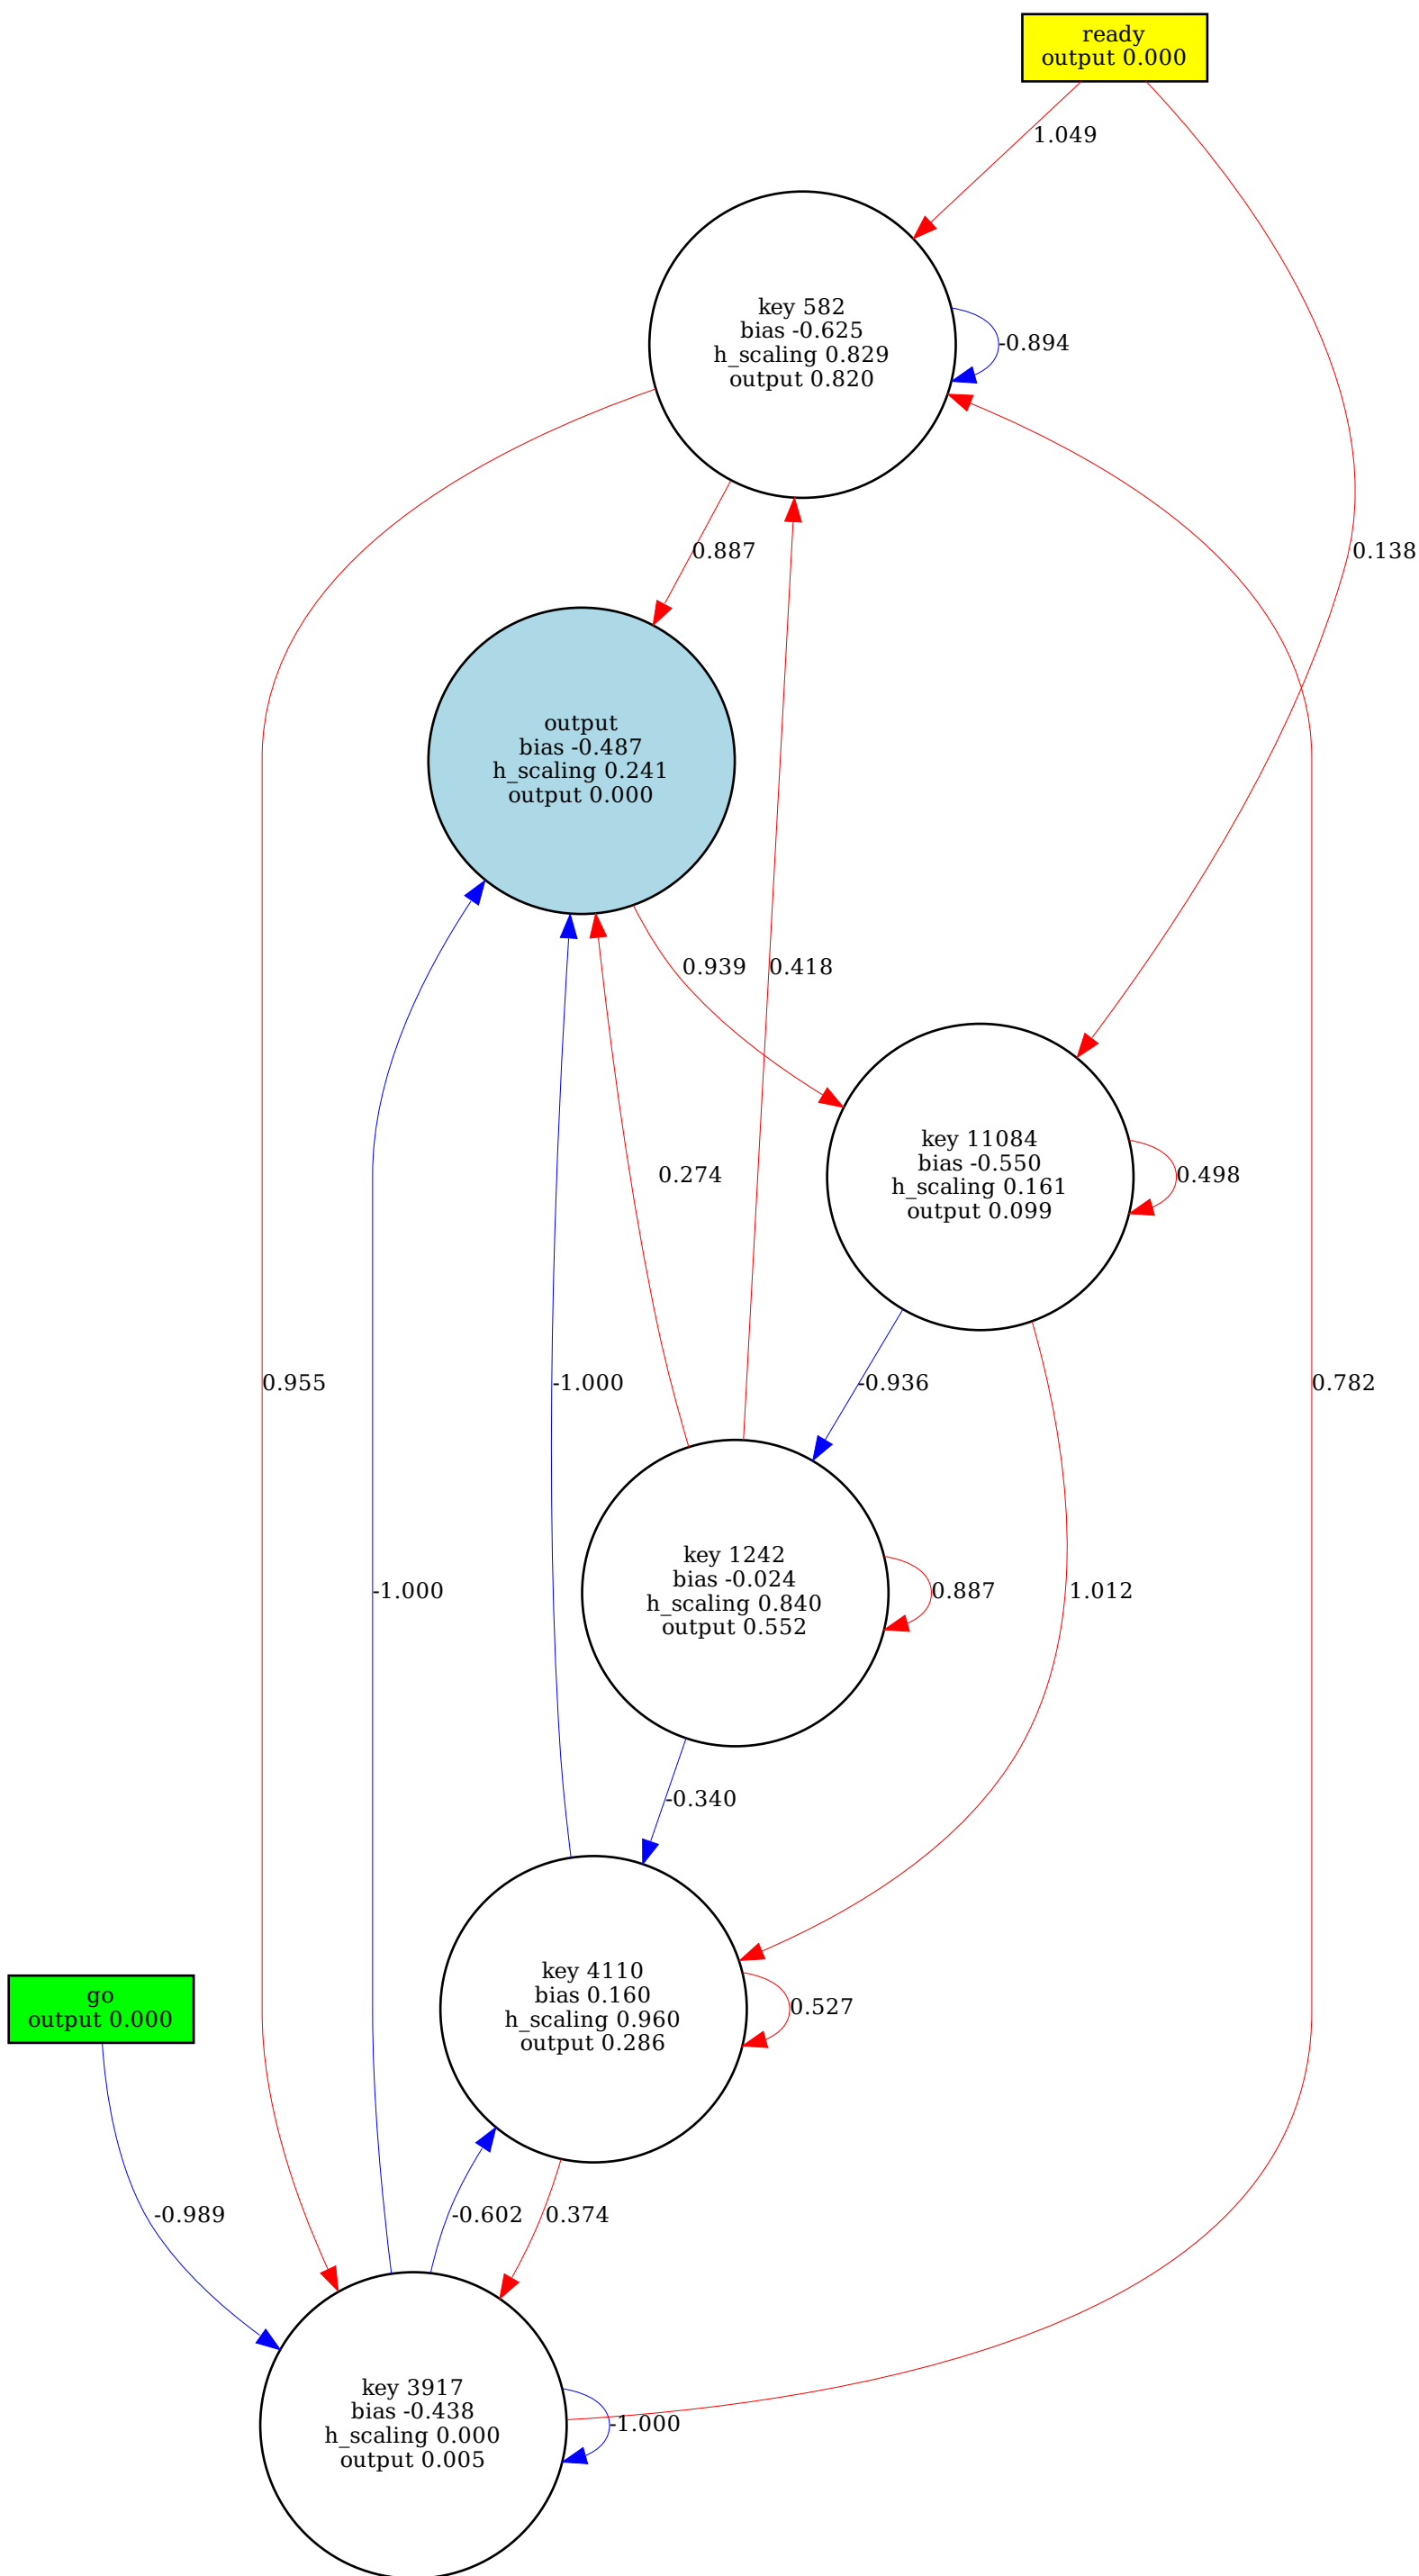 ready
output 0.000
1.049
key 582
bias -0.625
h_scaling 0.829
output 0.820
-0.894
0.887
0.138
output
bias -0.487
h_scaling 0.241
output 0.000
0.939
0.418
key 11084
bias -0.550
h_scaling 0.161
output 0.099
0.274
0.498
0.955
-1.000
-0.936
0.782
key 1242
bias -0.024
h_scaling 0.840
output 0.552
-1.000
0.887
1.012
-0.340
key 4110
bias 0.160
h_scaling 0.960
output 0.286
go
output 0.000
0.527
-0.989
-0.602
0.374
key 3917
bias -0.438
h_scaling 0.000
output 0.005
-1.000